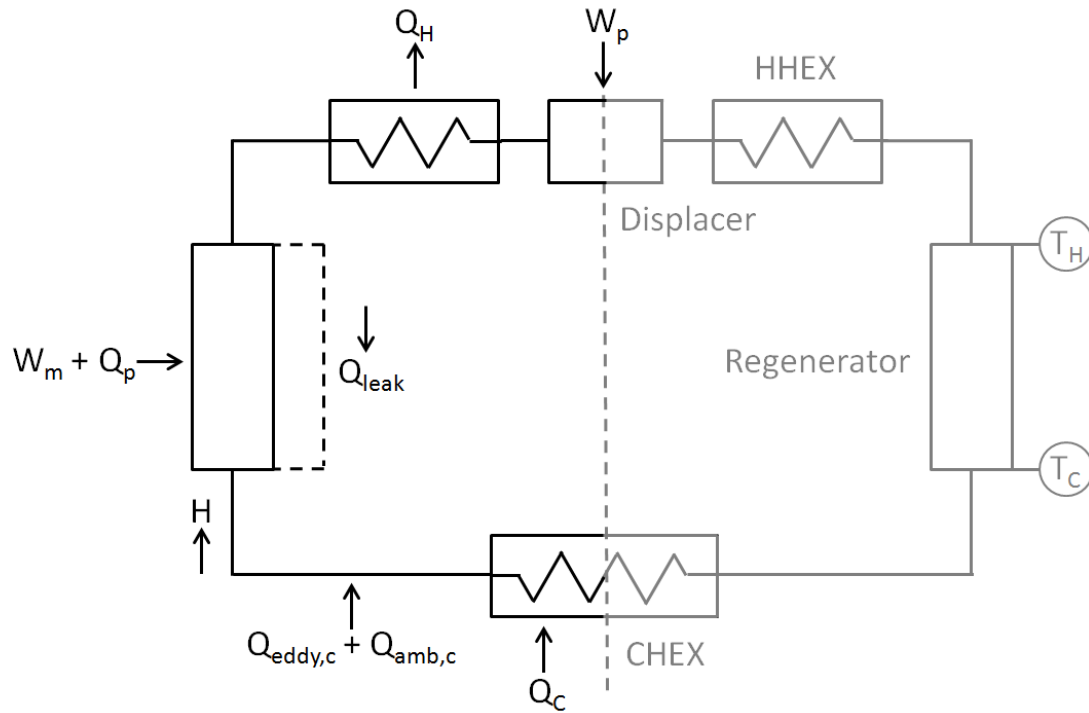 Q_H
W_p
HHEX
Displacer
T_H
W_m + Q_p
Q_leak
Regenerator
T_C
H
Q_eddy,c + Q_amb,c
Q_C
CHEX